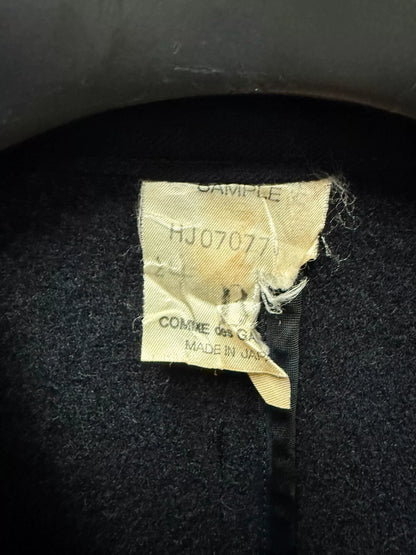 SAMPLE
HJ07077
COMME des GA
MADE IN JAP